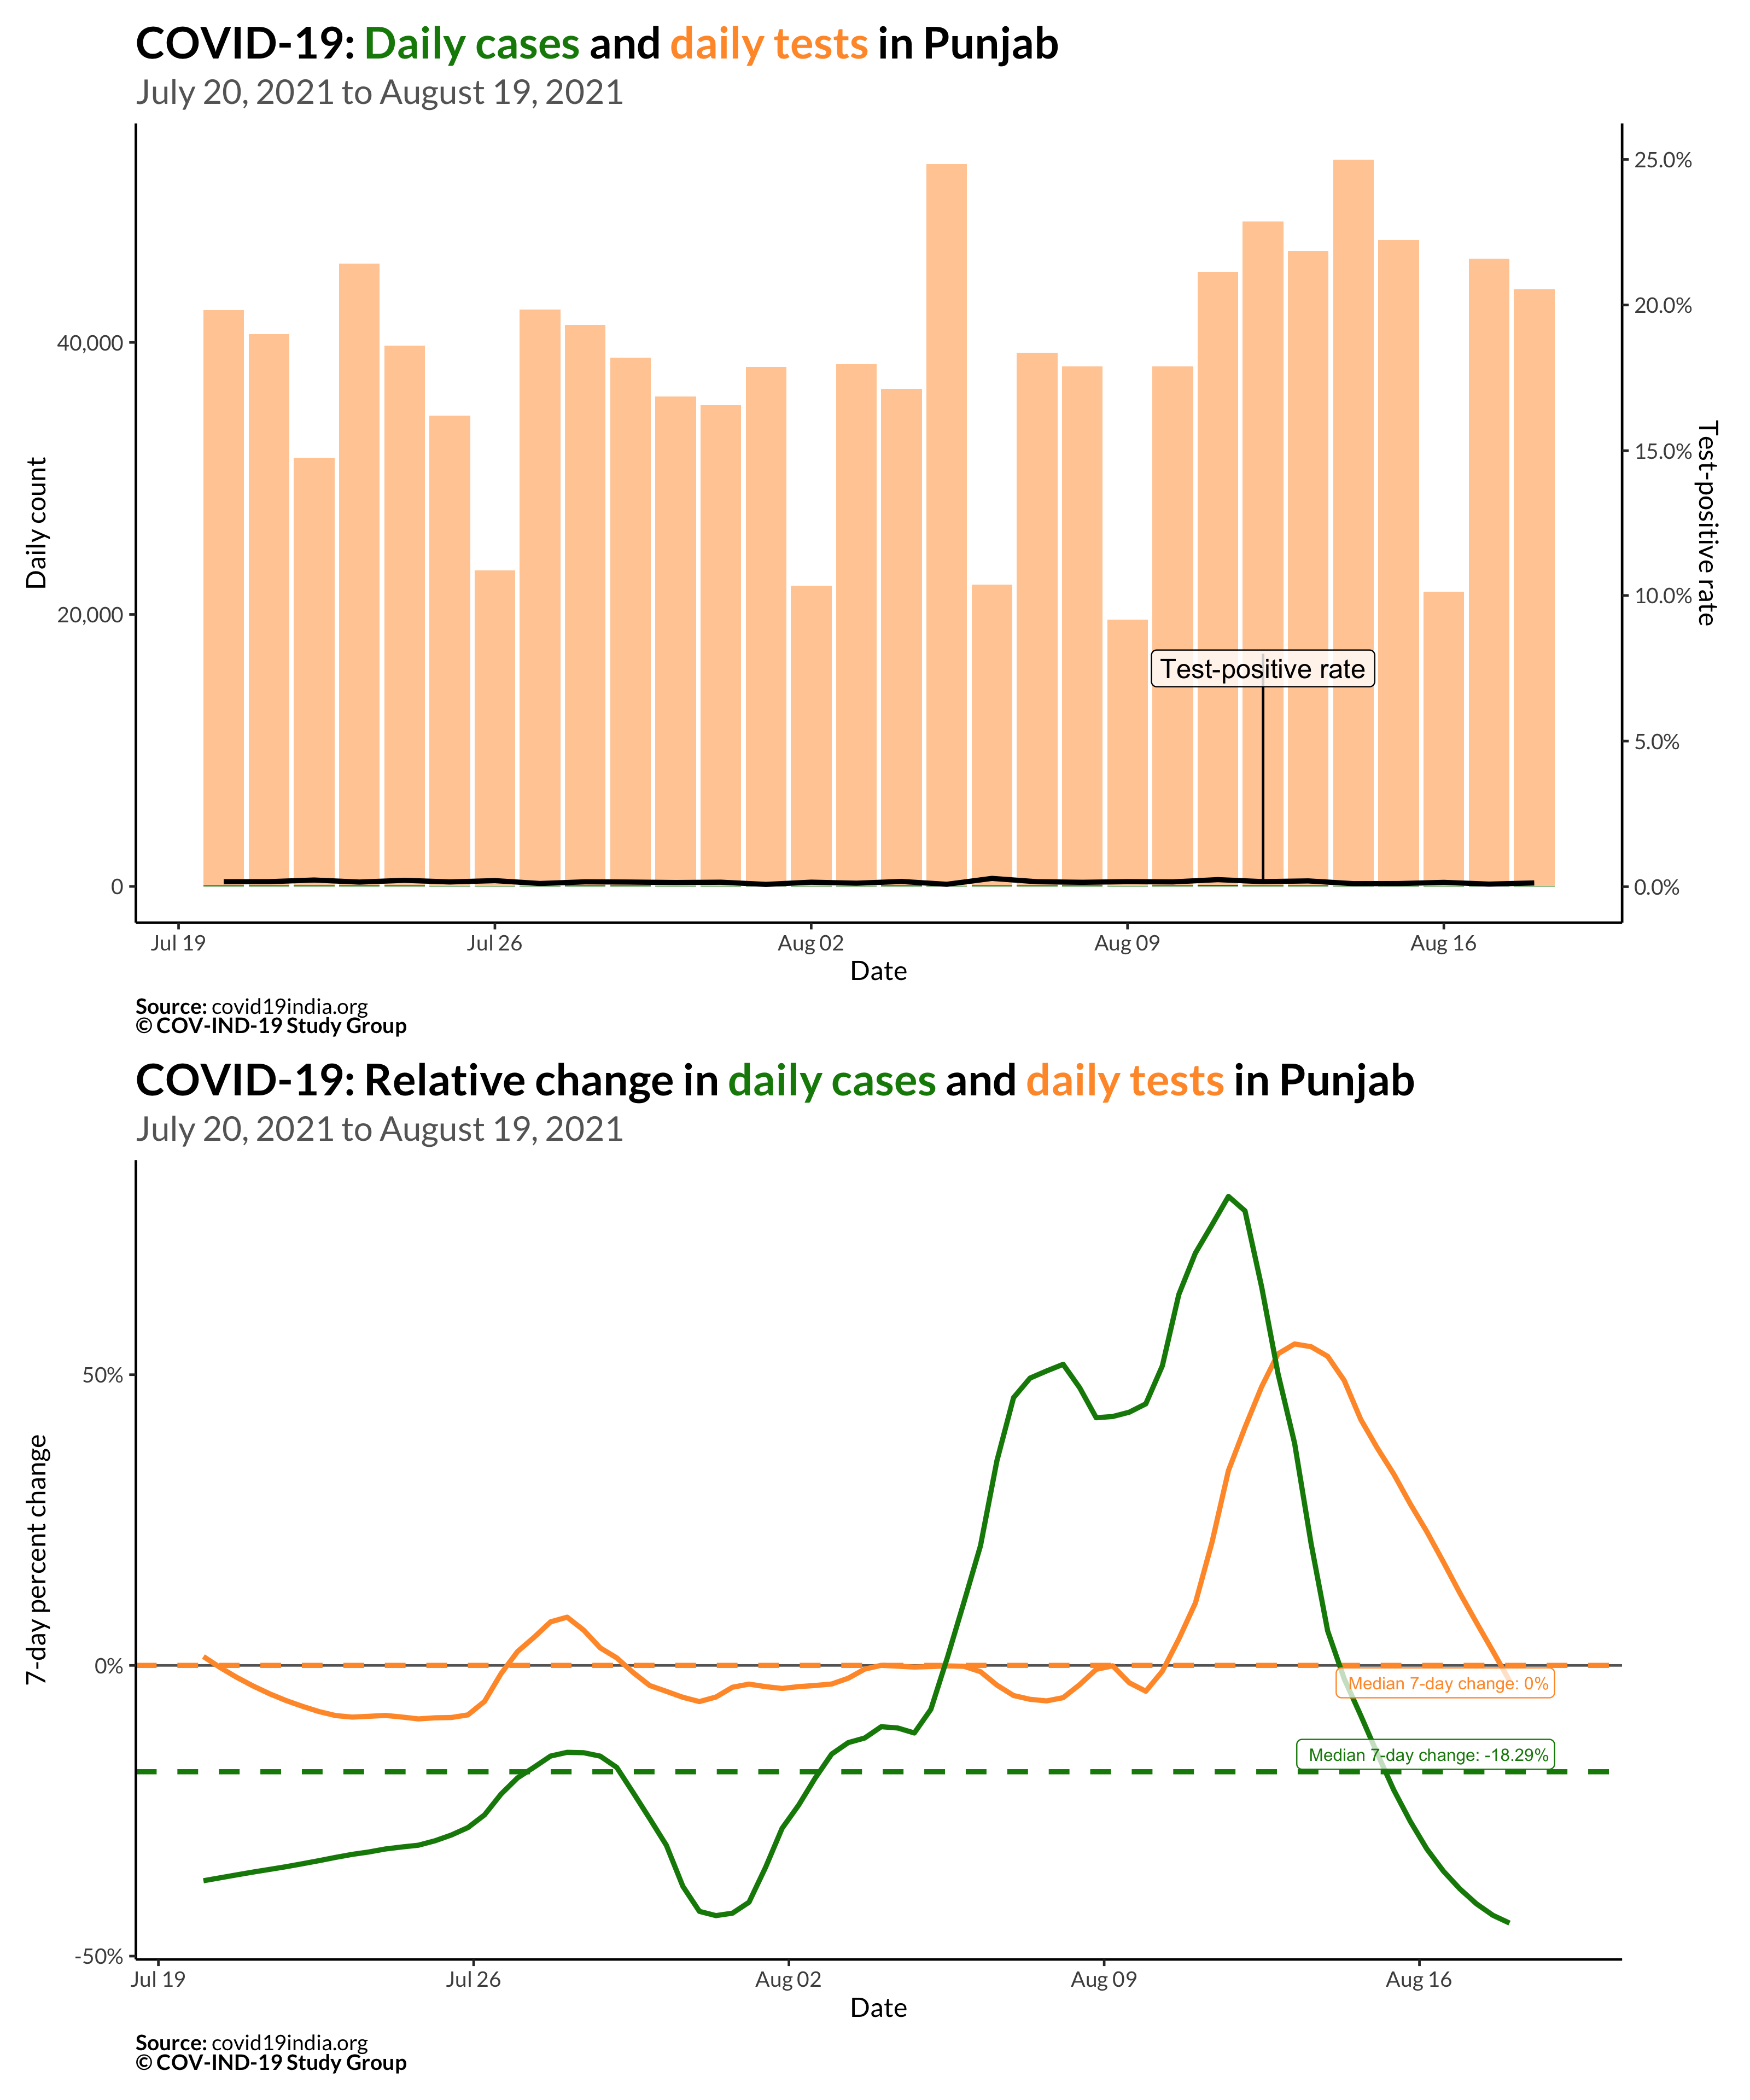 COVID-19: Daily cases and daily tests in Punjab
July 20, 2021 to August 19, 2021
Daily count
40,000
20,000
0
25.0%
20.0%
15.0%
10.0%
5.0%
0.0%
Test-positive rate
Test-positive rate
Jul 19
Jul 26
Aug 02
Aug 09
Aug 16
Date
Source: covid19india.org
© COV-IND-19 Study Group
COVID-19: Relative change in daily cases and daily tests in Punjab
July 20, 2021 to August 19, 2021
7-day percent change
50%
0%
-50%
Median 7-day change: 0%
Median 7-day change: -18.29%
Jul 19
Jul 26
Aug 02
Aug 09
Aug 16
Date
Source: covid19india.org
© COV-IND-19 Study Group